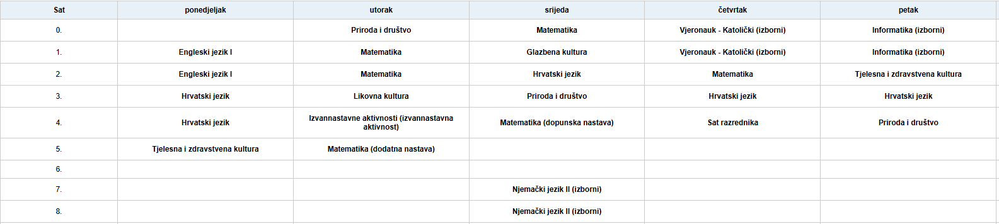 Sat ponedjeljak utorak srijeda četvrtak petak
0. Priroda i društvo Matematika Vjeronauk - Katolički (izborni) Informatika (izborni)
1. Engleski jezik I Matematika Glazbena kultura Vjeronauk - Katolički (izborni) Informatika (izborni)
2. Engleski jezik I Matematika Hrvatski jezik Matematika Tjelesna i zdravstvena kultura
3. Hrvatski jezik Likovna kultura Priroda i društvo Hrvatski jezik Hrvatski jezik
4. Hrvatski jezik Izvannastavne aktivnosti (izvannastavna aktivnost) Matematika (dopunska nastava) Sat razrednika Priroda i društvo
5. Tjelesna i zdravstvena kultura Matematika (dodatna nastava)
6.
7. Njemački jezik II (izborni)
8. Njemački jezik II (izborni)